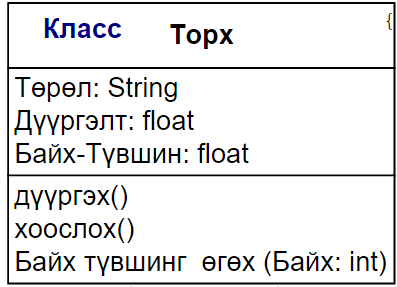 Класс Торх {
Төрөл: String
Дүүргэлт: float
Байх-Түвшин: float
дүүргэх()
хоослох()
Байх түвшинг өгөх (Байх: int)